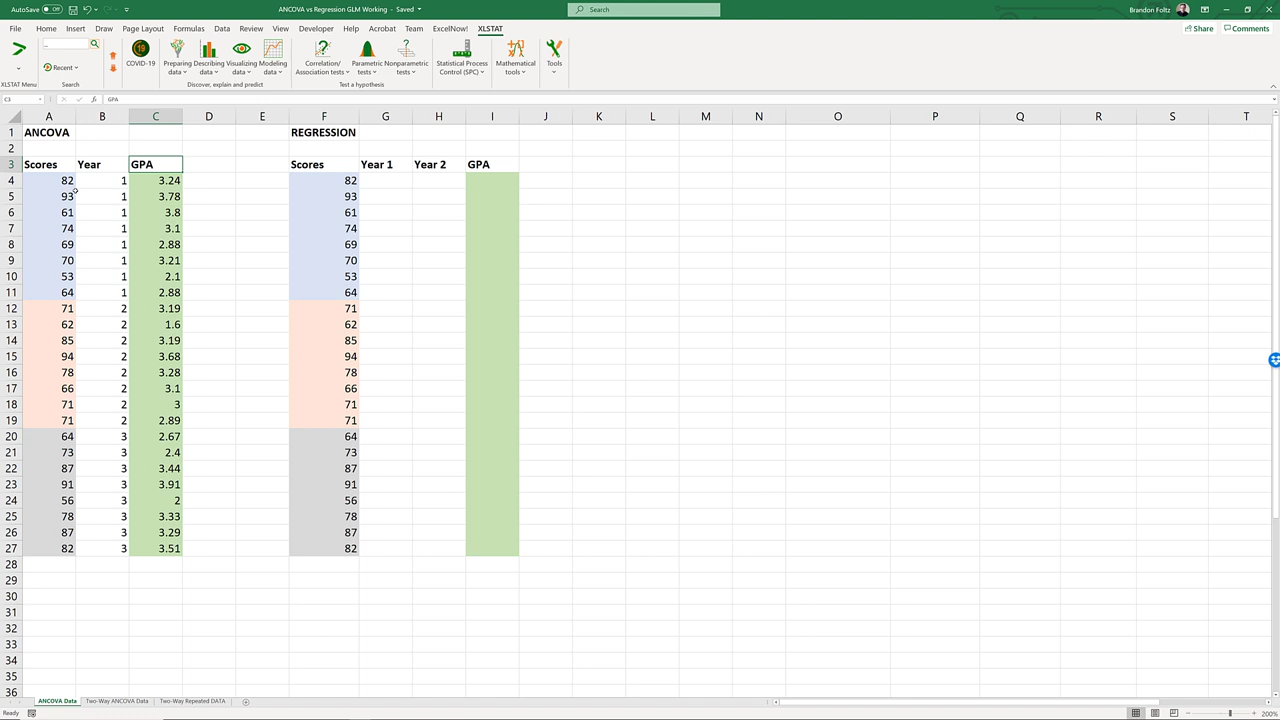 AutoSave Off ANCOVA vs Regression GLM Working - Saved Search Brandon Foltz
File Home Insert Draw Page Layout Formulas Data Review View Developer Help Acrobat Team ExcelNow! XLSTAT Share Comments
COVID-19 Preparing data Describing data Visualizing data Modeling data Correlation/ Association tests Parametric tests Nonparametric tests Statistical Process Control (SPC) Mathematical tools Tools
Recent
XLSTAT Menu Search Discover, explain and predict Test a hypothesis
C3 fx GPA
A B C D E F G H I J K L M N O P Q R S T
1 ANCOVA REGRESSION
2
3 Scores Year GPA Scores Year 1 Year 2 GPA
4 82 1 3.24 82
5 93 1 3.78 93
6 61 1 3.8 61
7 74 1 3.1 74
8 69 1 2.88 69
9 70 1 3.21 70
10 53 1 2.1 53
11 64 1 2.88 64
12 71 2 3.19 71
13 62 2 1.6 62
14 85 2 3.19 85
15 94 2 3.68 94
16 78 2 3.28 78
17 66 2 3.1 66
18 71 2 3 71
19 71 2 2.89 71
20 64 3 2.67 64
21 73 3 2.4 73
22 87 3 3.44 87
23 91 3 3.91 91
24 56 3 2 56
25 78 3 3.33 78
26 87 3 3.29 87
27 82 3 3.51 82
28
29
30
31
32
33
34
35
36
ANCOVA Data Two-Way ANCOVA Data Two-Way Repeated DATA
Ready 200%